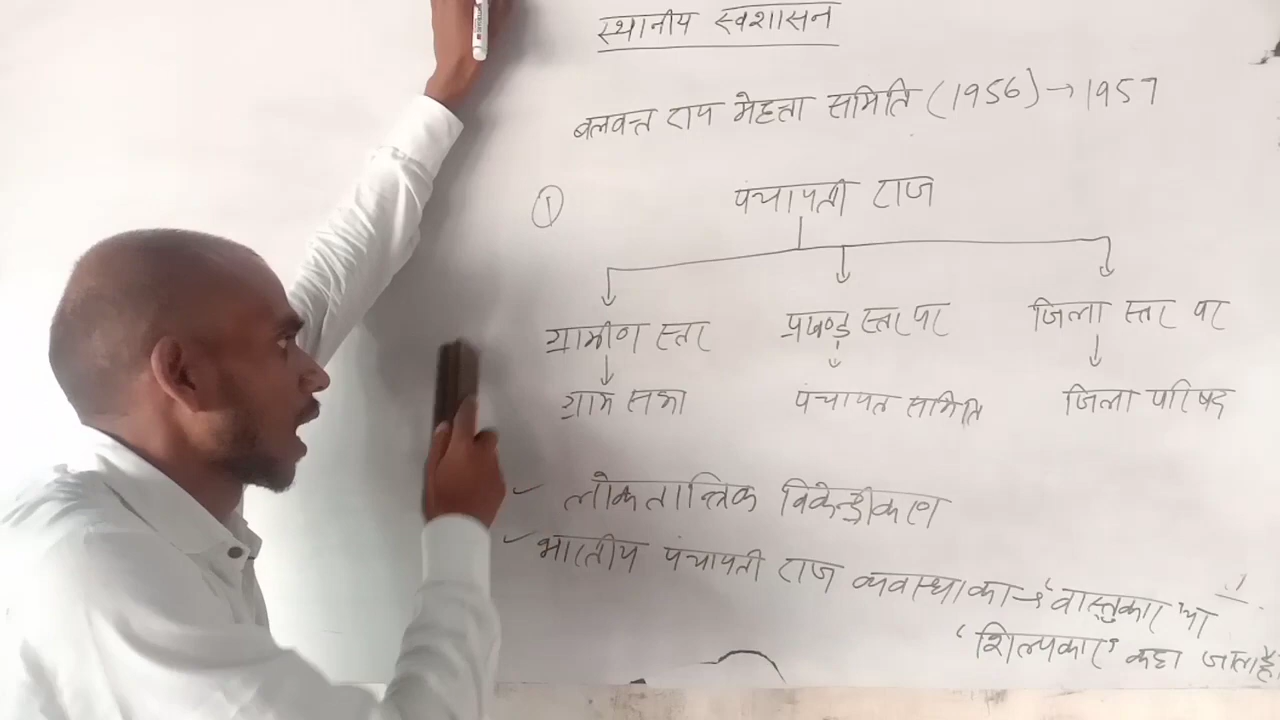 स्थानीय स्वशासन
बलवन्त राय मेहता समिति (1956) → 1957
① पंचायती राज
ग्रामीण स्तर प्रखण्ड स्तर पर जिला स्तर पर
ग्राम सभा पंचायत समिति जिला परिषद
लोकतान्त्रिक विकेन्द्रीकरण
भारतीय पंचायती राज व्यवस्था का → 'वास्तुकार' या
'शिल्पकार' कहा जाता है